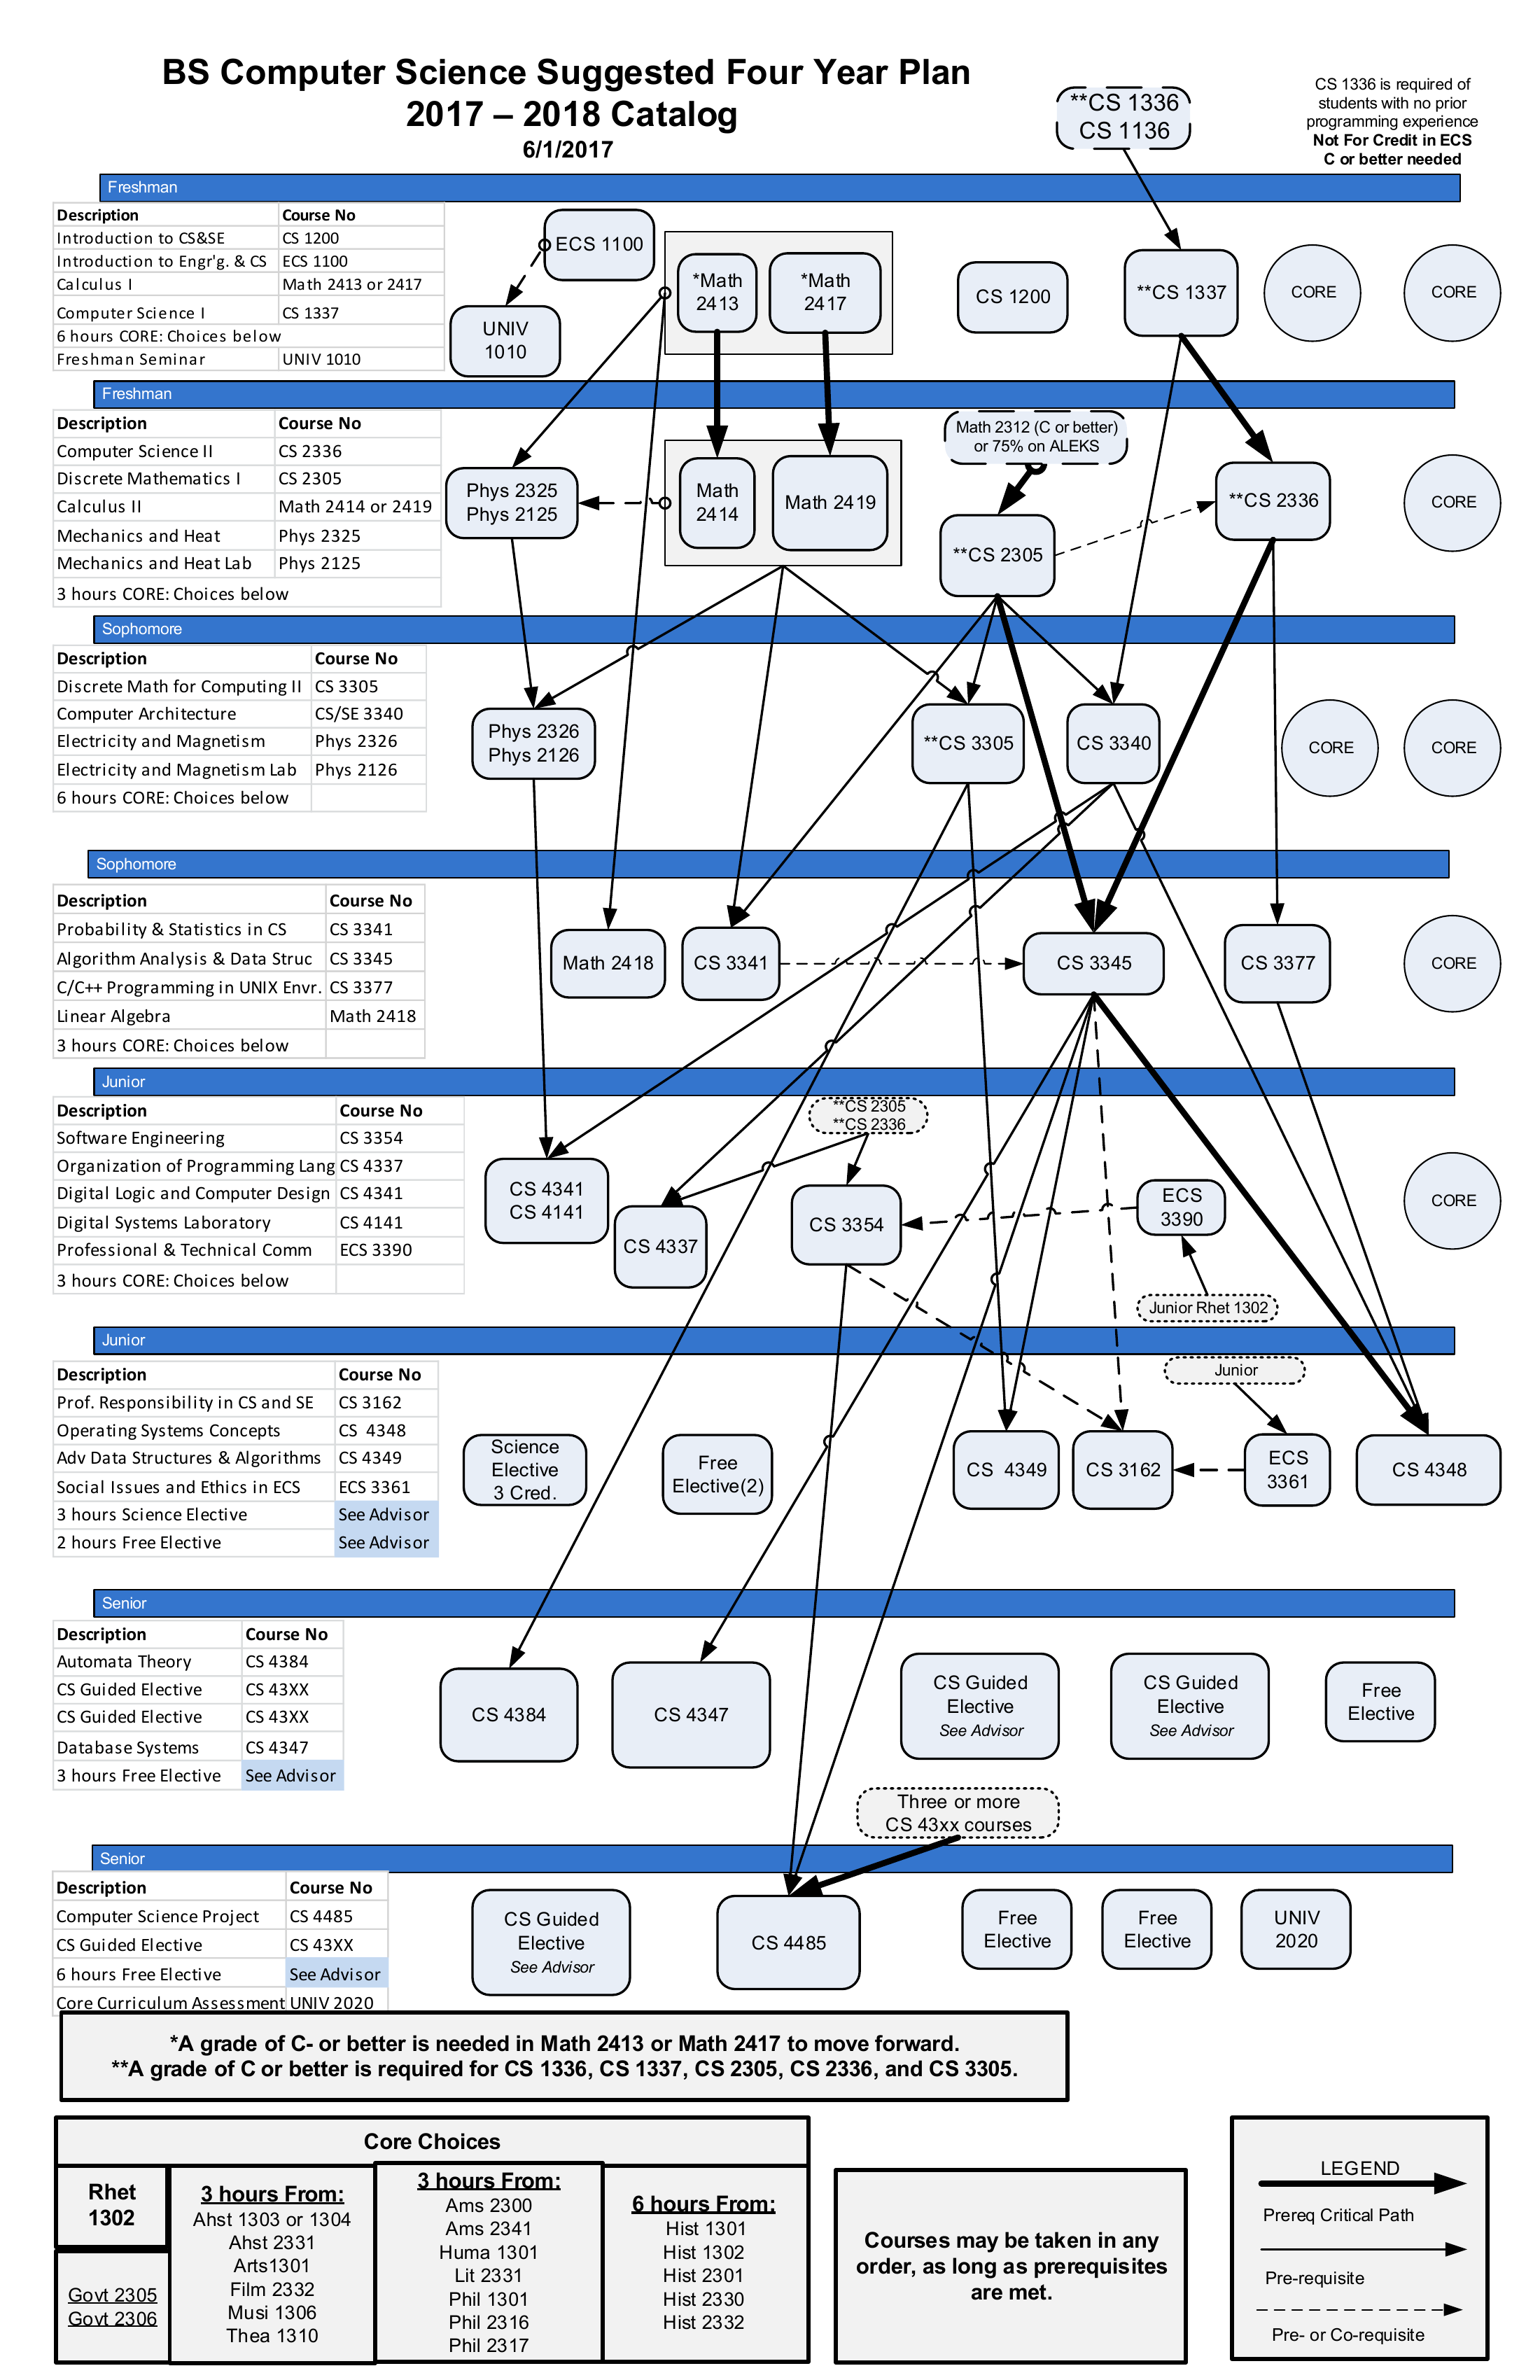 BS Computer Science Suggested Four Year Plan
2017 – 2018 Catalog
6/1/2017
**CS 1336
CS 1136
CS 1336 is required of
students with no prior
programming experience
Not For Credit in ECS
C or better needed
Freshman
Description Course No
Introduction to CS&SE CS 1200
Introduction to Engr'g. & CS ECS 1100
Calculus I Math 2413 or 2417
Computer Science I CS 1337
6 hours CORE: Choices below
Freshman Seminar UNIV 1010
ECS 1100
UNIV
1010
*Math
2413
*Math
2417
CS 1200
**CS 1337
CORE
CORE
Freshman
Description Course No
Computer Science II CS 2336
Discrete Mathematics I CS 2305
Calculus II Math 2414 or 2419
Mechanics and Heat Phys 2325
Mechanics and Heat Lab Phys 2125
3 hours CORE: Choices below
Phys 2325
Phys 2125
Math
2414
Math 2419
Math 2312 (C or better)
or 75% on ALEKS
**CS 2305
**CS 2336
CORE
Sophomore
Description Course No
Discrete Math for Computing II CS 3305
Computer Architecture CS/SE 3340
Electricity and Magnetism Phys 2326
Electricity and Magnetism Lab Phys 2126
6 hours CORE: Choices below
Phys 2326
Phys 2126
**CS 3305
CS 3340
CORE
CORE
Sophomore
Description Course No
Probability & Statistics in CS CS 3341
Algorithm Analysis & Data Struc CS 3345
C/C++ Programming in UNIX Envr. CS 3377
Linear Algebra Math 2418
3 hours CORE: Choices below
Math 2418
CS 3341
CS 3345
CS 3377
CORE
Junior
Description Course No
Software Engineering CS 3354
Organization of Programming Lang CS 4337
Digital Logic and Computer Design CS 4341
Digital Systems Laboratory CS 4141
Professional & Technical Comm ECS 3390
3 hours CORE: Choices below
CS 4341
CS 4141
CS 4337
**CS 2305
**CS 2336
CS 3354
ECS
3390
Junior Rhet 1302
CORE
Junior
Description Course No
Prof. Responsibility in CS and SE CS 3162
Operating Systems Concepts CS 4348
Adv Data Structures & Algorithms CS 4349
Social Issues and Ethics in ECS ECS 3361
3 hours Science Elective See Advisor
2 hours Free Elective See Advisor
Science
Elective
3 Cred.
Free
Elective(2)
CS 4349
CS 3162
Junior
ECS
3361
CS 4348
Senior
Description Course No
Automata Theory CS 4384
CS Guided Elective CS 43XX
CS Guided Elective CS 43XX
Database Systems CS 4347
3 hours Free Elective See Advisor
CS 4384
CS 4347
CS Guided
Elective
See Advisor
CS Guided
Elective
See Advisor
Free
Elective
Three or more
CS 43xx courses
Senior
Description Course No
Computer Science Project CS 4485
CS Guided Elective CS 43XX
6 hours Free Elective See Advisor
Core Curriculum Assessment UNIV 2020
CS Guided
Elective
See Advisor
CS 4485
Free
Elective
Free
Elective
UNIV
2020
*A grade of C- or better is needed in Math 2413 or Math 2417 to move forward.
**A grade of C or better is required for CS 1336, CS 1337, CS 2305, CS 2336, and CS 3305.
Core Choices
Rhet
1302
Govt 2305
Govt 2306
3 hours From:
Ahst 1303 or 1304
Ahst 2331
Arts1301
Film 2332
Musi 1306
Thea 1310
3 hours From:
Ams 2300
Ams 2341
Huma 1301
Lit 2331
Phil 1301
Phil 2316
Phil 2317
6 hours From:
Hist 1301
Hist 1302
Hist 2301
Hist 2330
Hist 2332
Courses may be taken in any
order, as long as prerequisites
are met.
LEGEND
Prereq Critical Path
Pre-requisite
Pre- or Co-requisite